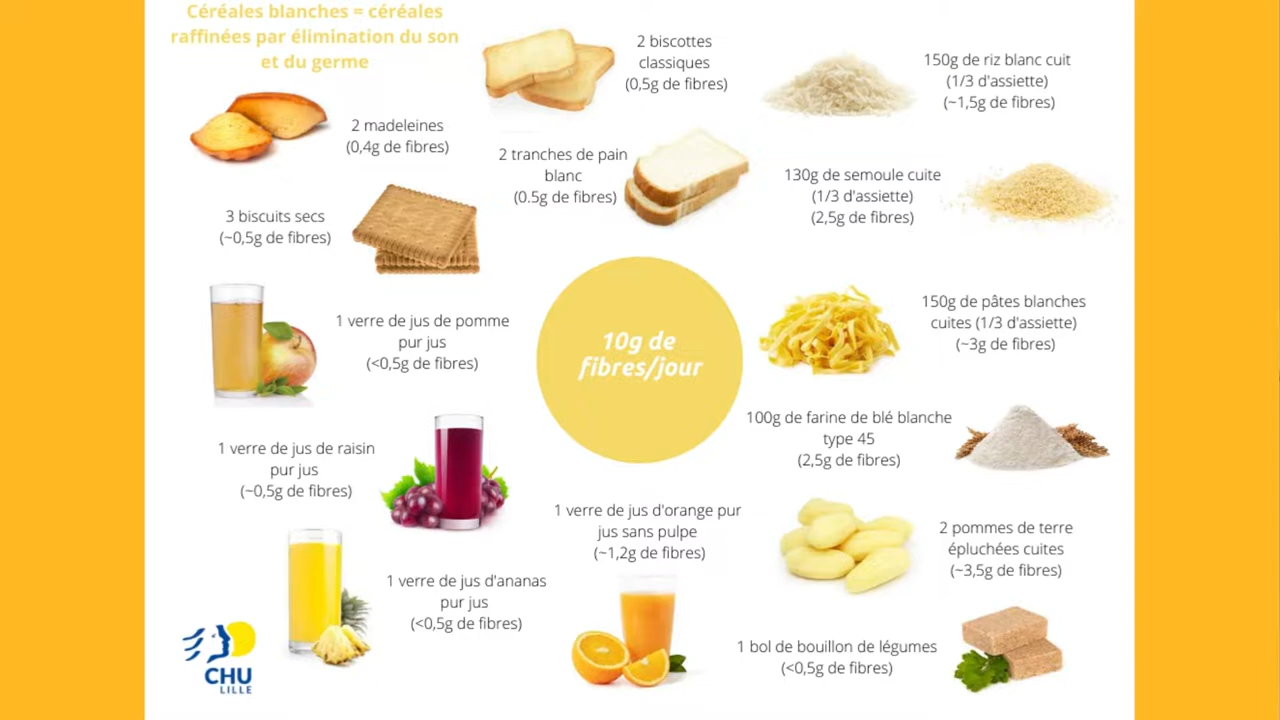 Céréales blanches = céréales
raffinées par élimination du son
et du germe
2 biscottes
classiques
(0,5g de fibres)
150g de riz blanc cuit
(1/3 d'assiette)
(~1,5g de fibres)
2 madeleines
(0,4g de fibres)
2 tranches de pain
blanc
(0.5g de fibres)
130g de semoule cuite
(1/3 d'assiette)
(2,5g de fibres)
3 biscuits secs
(~0,5g de fibres)
1 verre de jus de pomme
pur jus
(<0,5g de fibres)
10g de
fibres/jour
150g de pâtes blanches
cuites (1/3 d'assiette)
(~3g de fibres)
100g de farine de blé blanche
type 45
(2,5g de fibres)
1 verre de jus de raisin
pur jus
(~0,5g de fibres)
1 verre de jus d'orange pur
jus sans pulpe
(~1,2g de fibres)
2 pommes de terre
épluchées cuites
(~3,5g de fibres)
1 verre de jus d'ananas
pur jus
(<0,5g de fibres)
1 bol de bouillon de légumes
(<0,5g de fibres)
CHU
LILLE